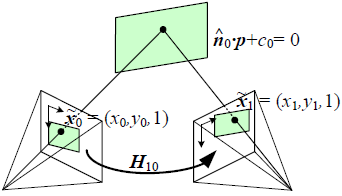 n̂₀·p+c₀= 0
x̃₀ = (x₀,y₀,1)
x̃₁ = (x₁,y₁,1)
H₁₀